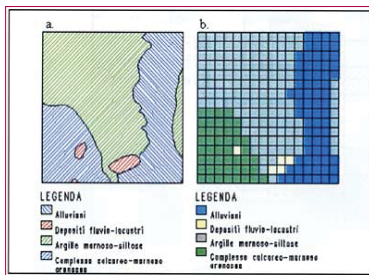 a.
b.
LEGENDA
Alluvioni
Depositi fluvio-lacustri
Argille marnoso-siltose
Complesso calcareo-marnoso
arenaceo
LEGENDA
Alluvioni
Depositi fluvio-lacustri
Argille marnoso-siltose
Complesso calcareo-marnoso
arenaceo